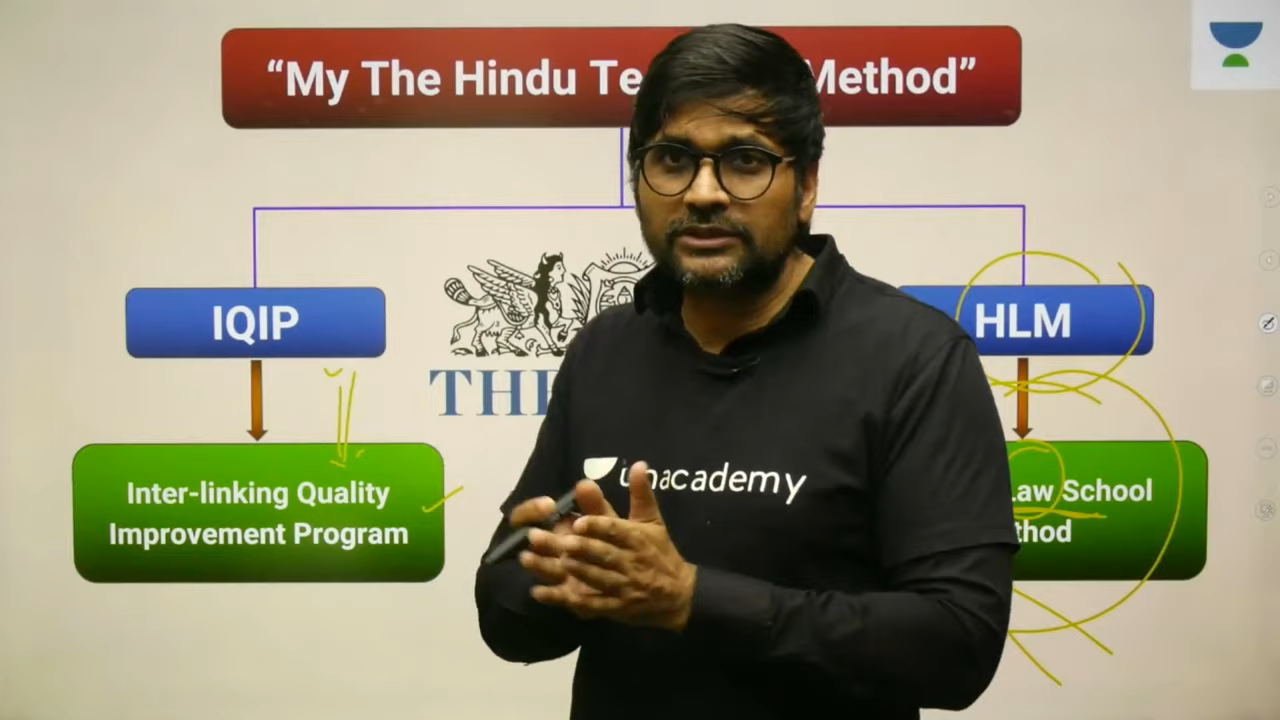 “My The Hindu Te Method”
IQIP
HLM
THE
Inter-linking Quality
Improvement Program
Law School
thod
unacademy